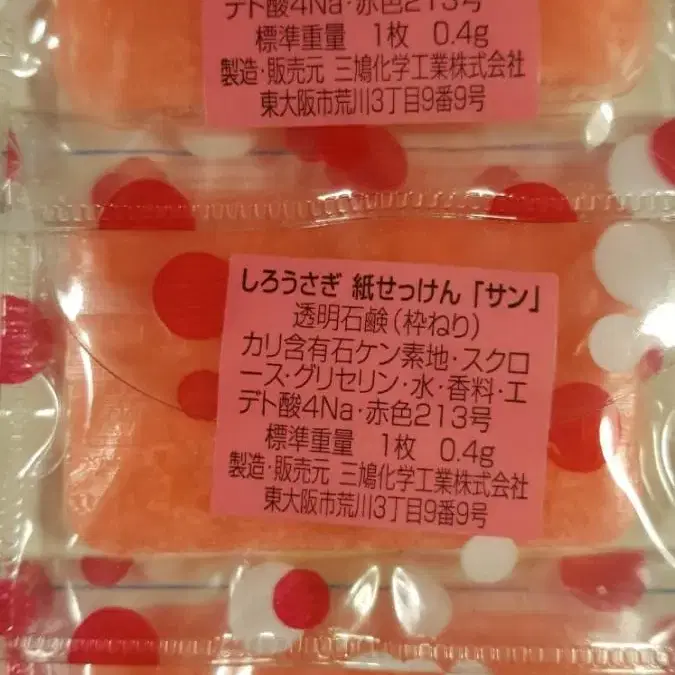 デト酸4Na・赤色213号
標準重量 1枚 0.4g
製造・販売元 三鳩化学工業株式会社
東大阪市荒川3丁目9番9号
しろうさぎ 紙せっけん「サン」
透明石鹸(枠ねり)
カリ含有石ケン素地・スクロ
ース・グリセリン・水・香料・エ
デト酸4Na・赤色213号
標準重量 1枚 0.4g
製造・販売元 三鳩化学工業株式会社
東大阪市荒川3丁目9番9号